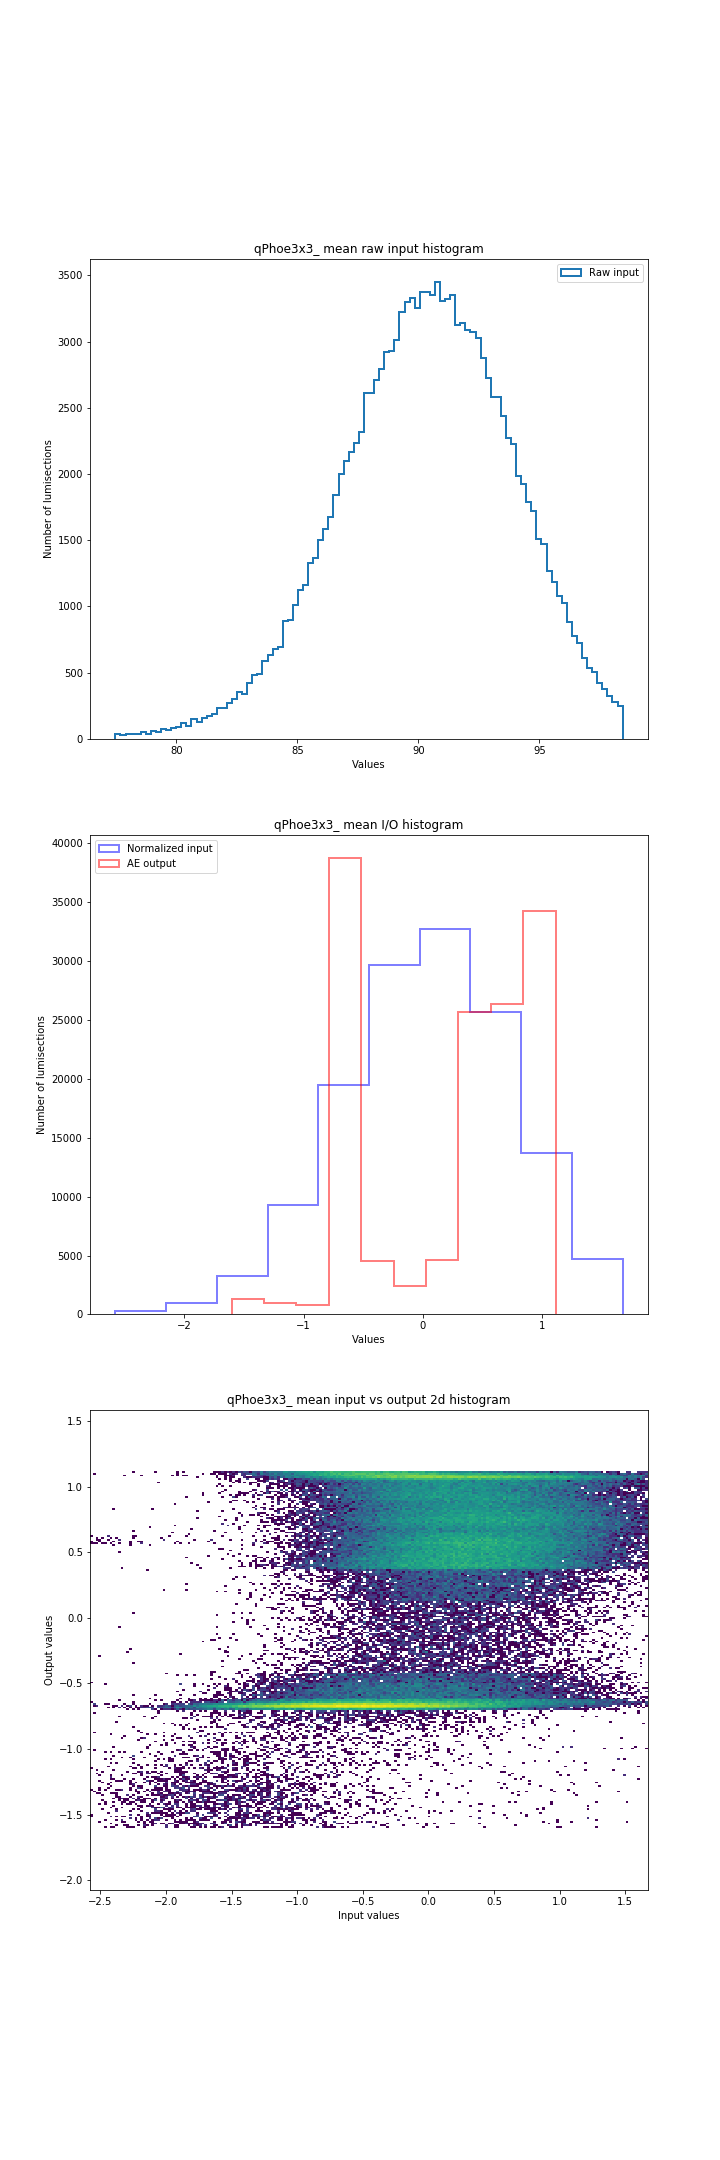 qPhoe3x3_ mean raw input histogram
Raw input
3500
3000
2500
2000
1500
1000
500
0
Number of lumisections
80 85 90 95
Values
qPhoe3x3_ mean I/O histogram
Normalized input
AE output
40000
35000
30000
25000
20000
15000
10000
5000
0
Number of lumisections
−2 −1 0 1
Values
qPhoe3x3_ mean input vs output 2d histogram
1.5
1.0
0.5
0.0
−0.5
−1.0
−1.5
−2.0
Output values
−2.5 −2.0 −1.5 −1.0 −0.5 0.0 0.5 1.0 1.5
Input values